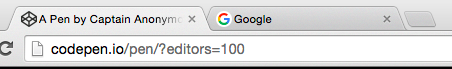 A Pen by Captain Anonymo
Google
codepen.io/pen/?editors=100